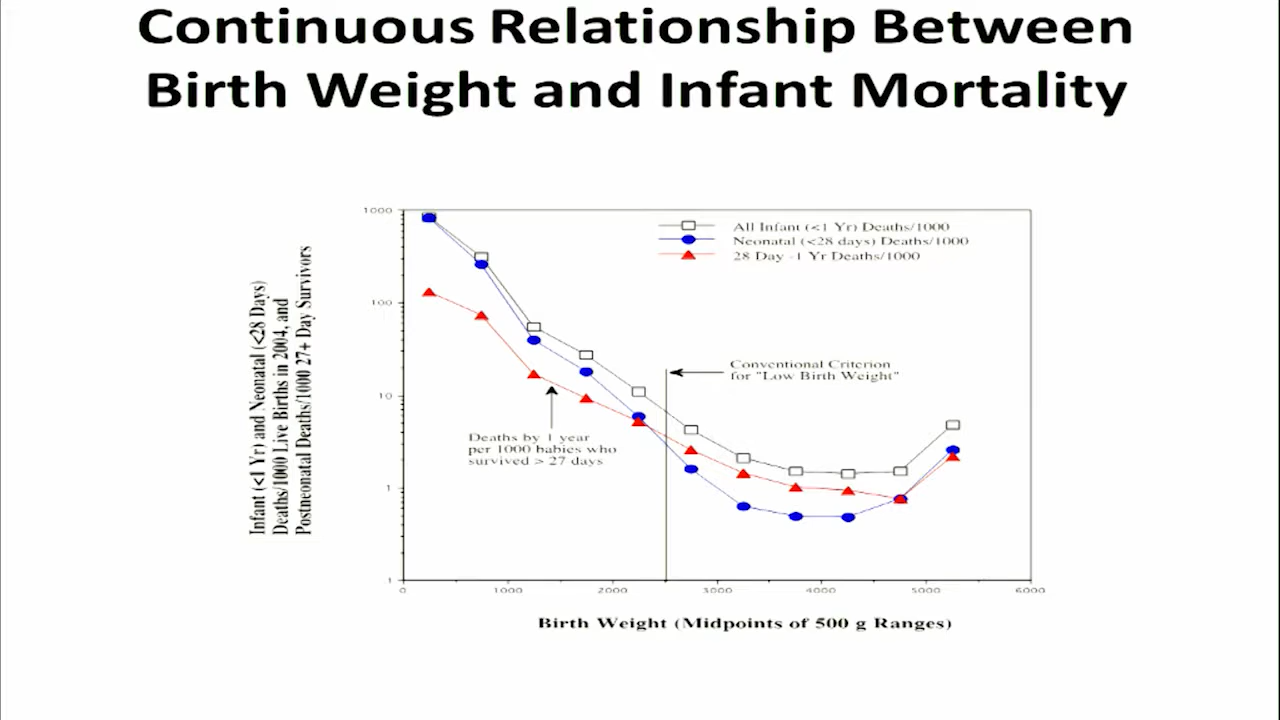 Continuous Relationship Between
Birth Weight and Infant Mortality
Infant (<1 Yr) and Neonatal (<28 Days)
Deaths/1000 Live Births in 2004, and
Postneonatal Deaths/1000 27+ Day Survivors
1000
100
10
1
1
All Infant (<1 Yr) Deaths/1000
Neonatal (<28 days) Deaths/1000
28 Day -1 Yr Deaths/1000
Conventional Criterion
for "Low Birth Weight"
Deaths by 1 year
per 1000 babies who
survived > 27 days
0 1000 2000 3000 4000 5000 6000
Birth Weight (Midpoints of 500 g Ranges)